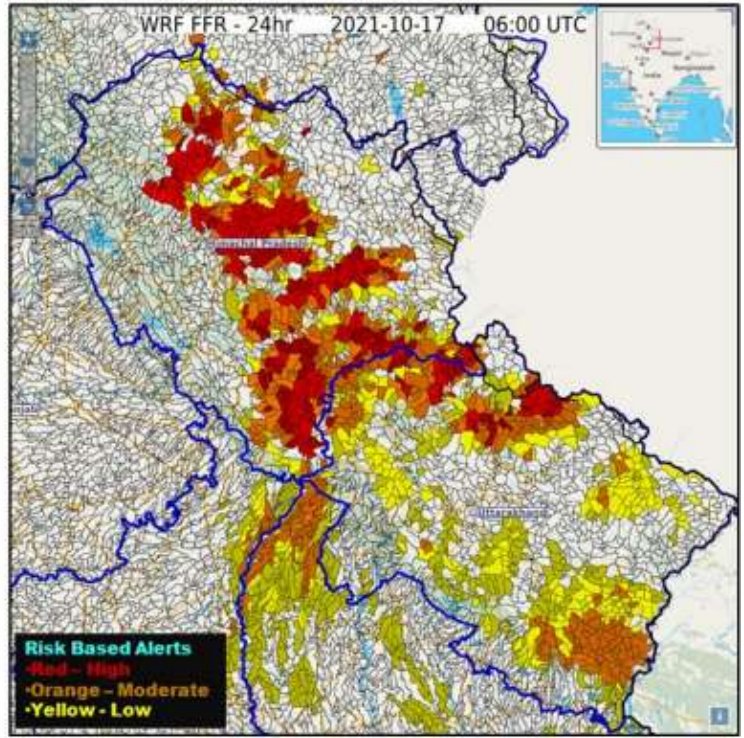 WRF FFR - 24hr 2021-10-17 06:00 UTC
India
Himachal Pradesh
Uttarakhand
Risk Based Alerts
•Red – High
•Orange – Moderate
•Yellow - Low
i